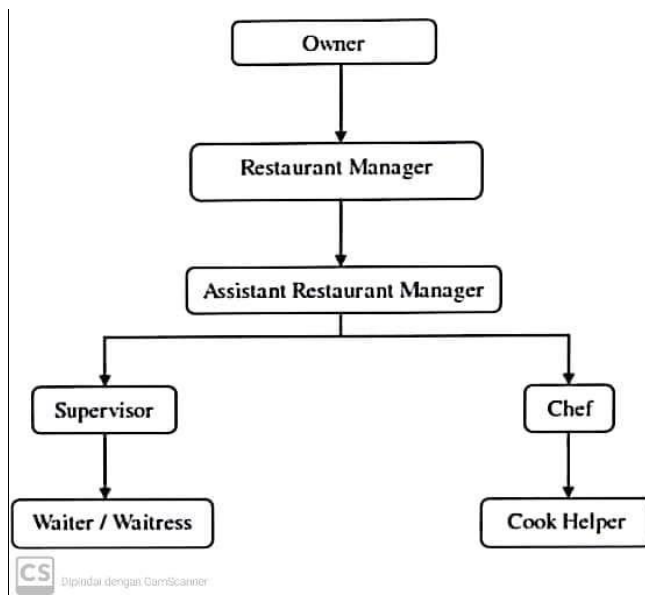 Owner
Restaurant Manager
Assistant Restaurant Manager
Supervisor
Chef
Waiter / Waitress
Cook Helper
CS
Dipindai dengan CamScanner